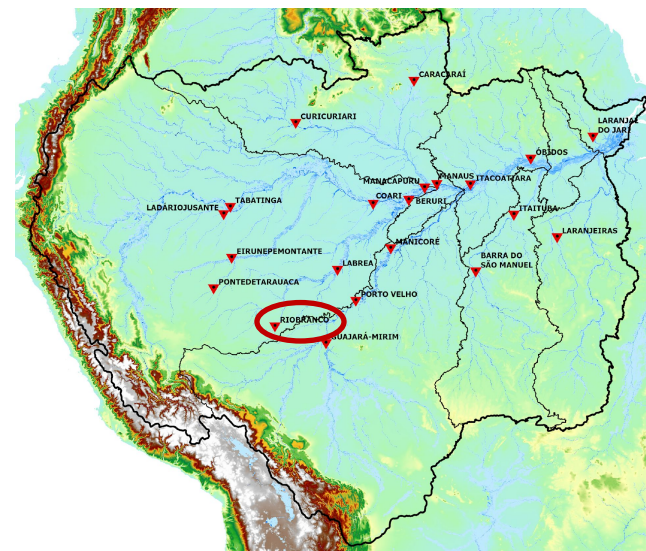 CARACARAÍ
CURICURIARI
LARANJAL
DO JARI
ÓBIDOS
MANACAPURU
MANAUS
ITACOATIARA
COARI
BERURI
TABATINGA
LADARIOJUSANTE
ITAITUBA
LARANJEIRAS
MANICORÉ
EIRUNEPEMONTANTE
LABREA
BARRA DO
SÃO MANUEL
PONTEDETARAUACA
PORTO VELHO
RIOBRANCO
GUAJARÁ-MIRIM